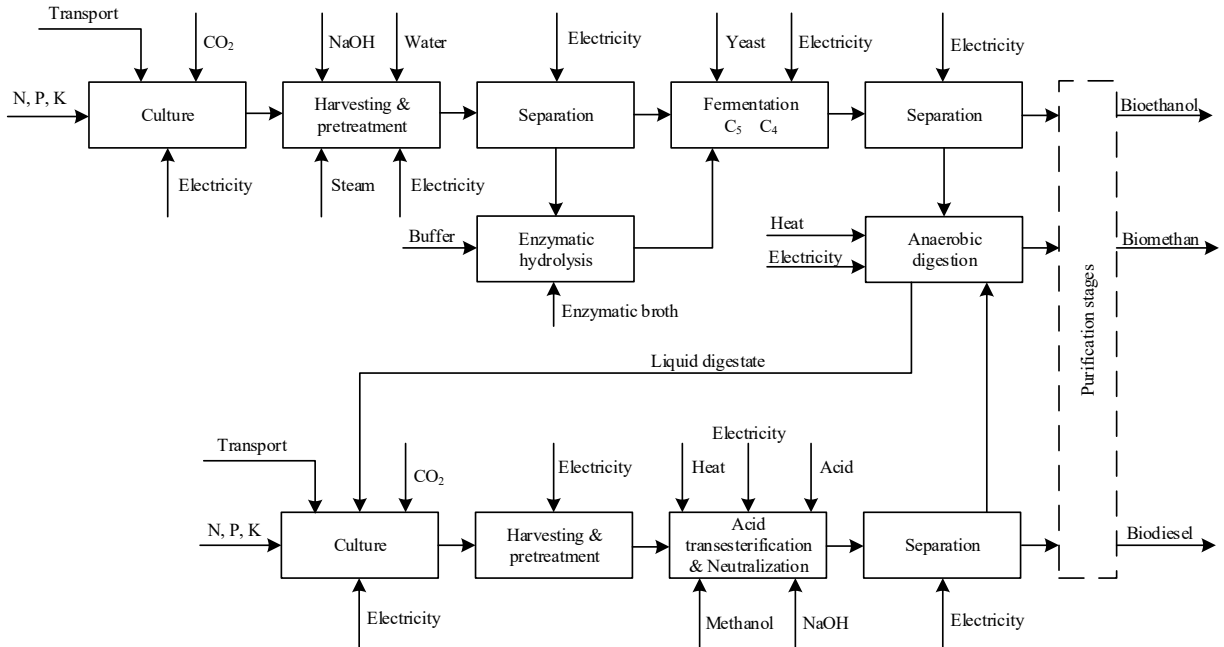 Transport
CO2
NaOH
Water
Electricity
Yeast
Electricity
Electricity
N, P, K
Culture
Harvesting &
pretreatment
Separation
Fermentation
C5 C4
Separation
Bioethanol
Electricity
Steam
Electricity
Buffer
Enzymatic
hydrolysis
Heat
Electricity
Anaerobic
digestion
Biomethan
Enzymatic broth
Purification stages
Liquid digestate
Transport
CO2
Electricity
Heat
Electricity
Acid
N, P, K
Culture
Harvesting &
pretreatment
Acid
transesterification
& Neutralization
Separation
Biodiesel
Electricity
Methanol
NaOH
Electricity